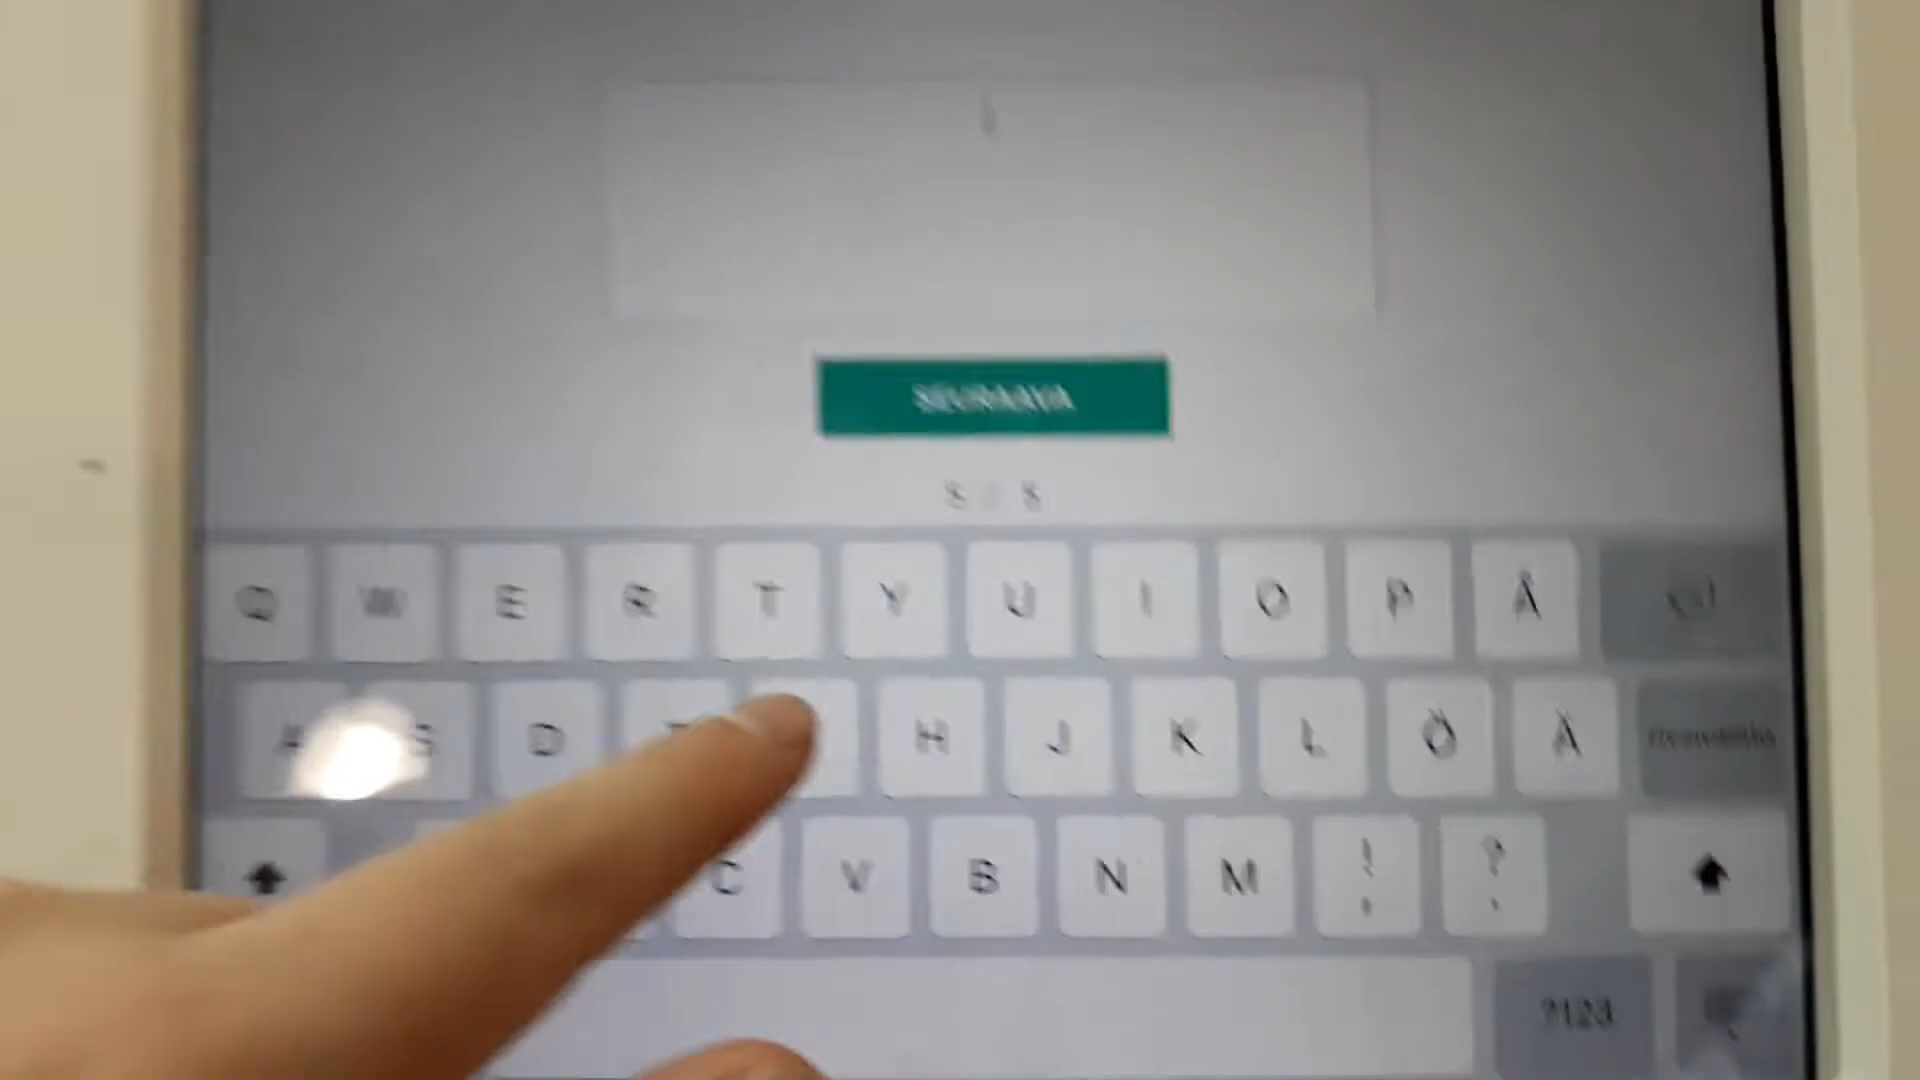 SEURAAVA
Q W E R T Y U I O P Å
A S D H J K L Ö Ä
C V B N M ! ?
, .
?123